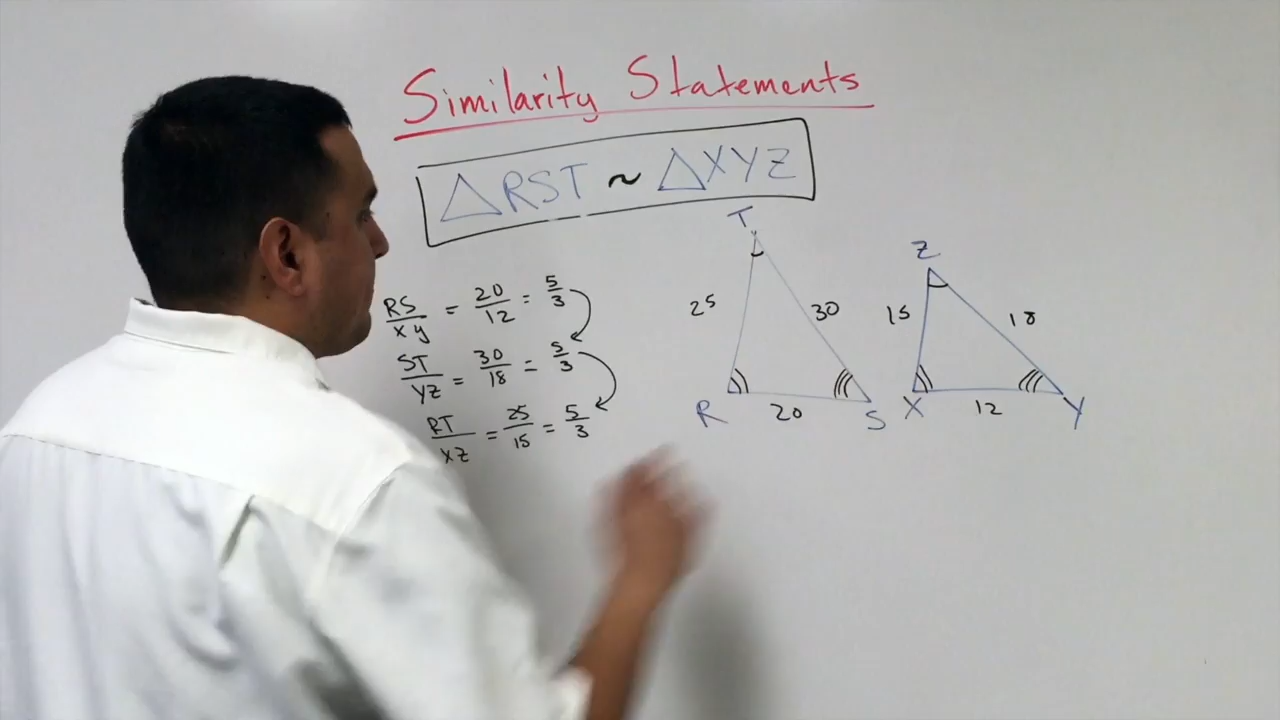 Similarity Statements
△RST ~ △XYZ
RS/xy = 20/12 = 5/3
ST/YZ = 30/18 = 5/3
RT/XZ = 25/15 = 5/3
T
25
30
R
20
S
Z
15
18
X
12
Y